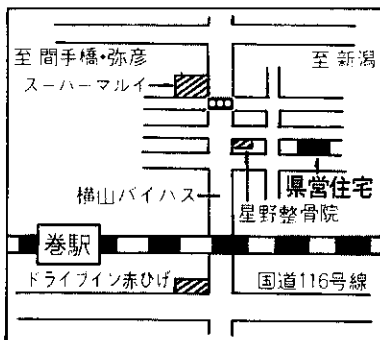 至 間手橋・弥彦
至 新潟
スーパーマルイ
横山バイパス
県営住宅
星野整骨院
巻駅
ドライブイン赤ひげ
国道116号線